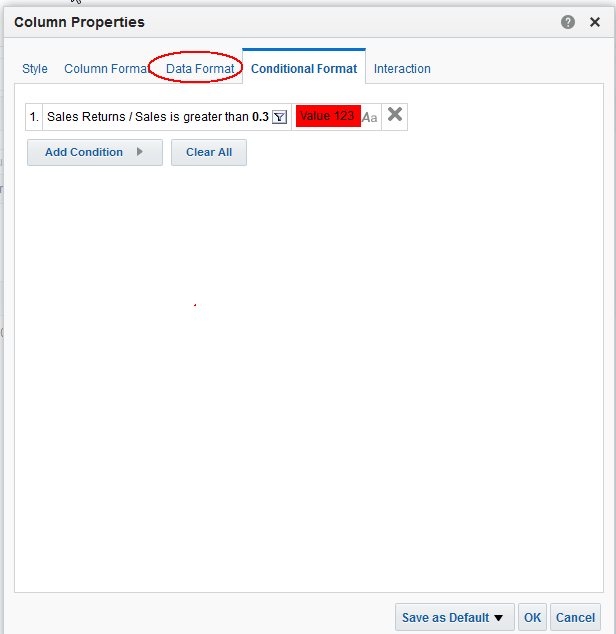 Column Properties
Style Column Format Data Format Conditional Format Interaction
1. Sales Returns / Sales is greater than 0.3 Value 123 Aa
Add Condition Clear All
Save as Default OK Cancel